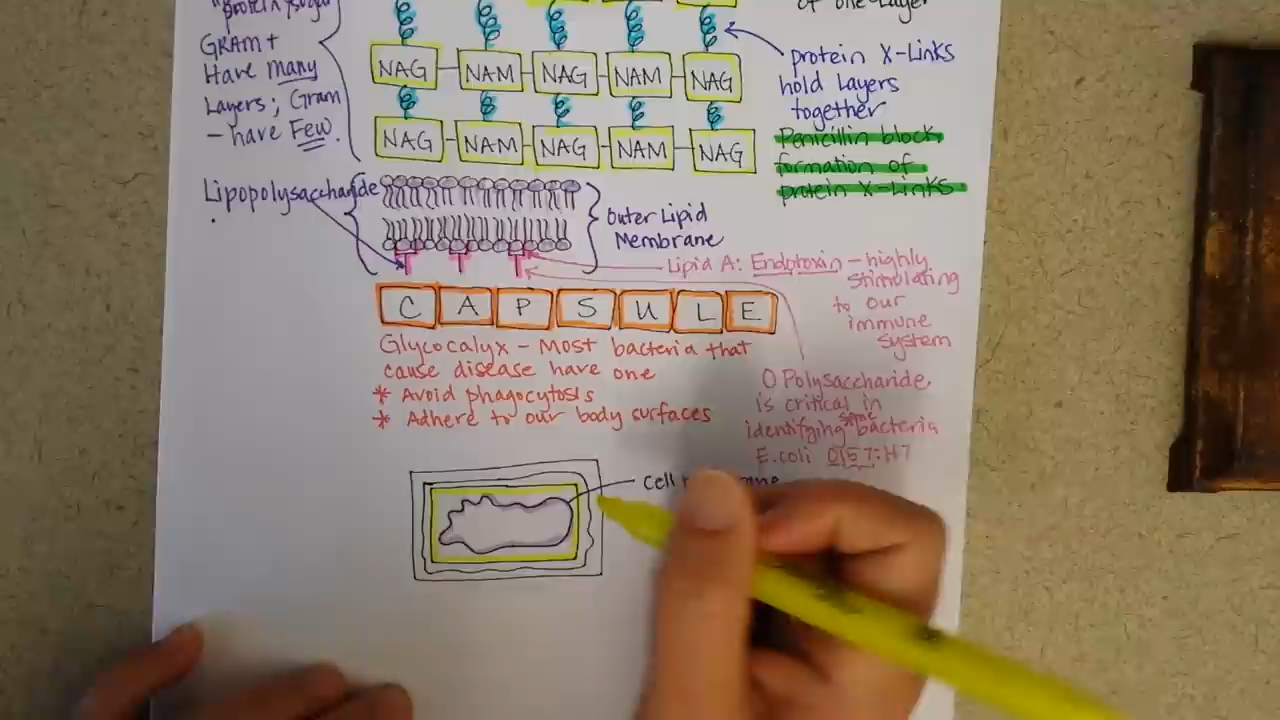 "protein/sugar"
GRAM +
Have many
Layers; Gram
- have Few.
of one layer
NAG NAM NAG NAM NAG
NAG NAM NAG NAM NAG
protein X-Links
hold Layers
together
Penicillin block
formation of
protein X-Links
Lipopolysaccharide
Outer Lipid
Membrane
Lipid A: Endotoxin - highly
stimulating
to our
immune
system
CAPSULE
Glycocalyx - Most bacteria that
cause disease have one
* Avoid phagocytosis
* Adhere to our body surfaces
O Polysaccharide
is critical in
identifying some bacteria
E.coli O157:H7
Cell